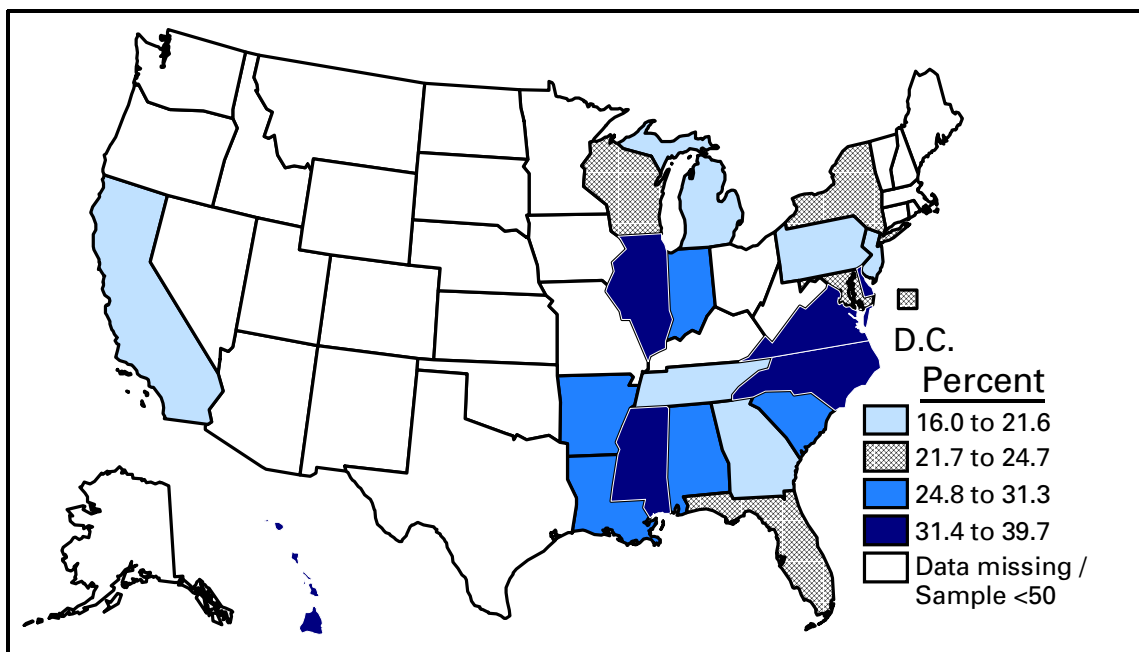 D.C.
Percent
16.0 to 21.6
21.7 to 24.7
24.8 to 31.3
31.4 to 39.7
Data missing /
Sample <50